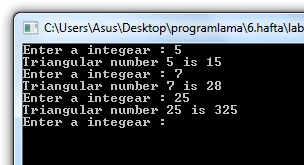 C:\Users\Asus\Desktop\programlama\6.hafta\lab
Enter a integear : 5
Triangular number 5 is 15
Enter a integear : 7
Triangular number 7 is 28
Enter a integear : 25
Triangular number 25 is 325
Enter a integear :